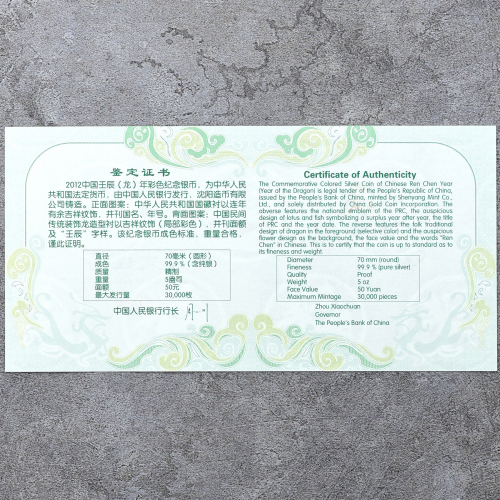 鉴定证书
2012中国壬辰（龙）年彩色纪念银币，为中华人民
共和国法定货币，由中国人民银行发行，沈阳造币有限
公司铸造。正面图案：中华人民共和国国徽衬以连年
有余吉祥纹饰，并刊国名、年号。背面图案：中国民间
传统装饰龙造型衬以吉祥纹饰（局部彩色），并刊面额
及“壬辰”字样。该纪念银币成色标准，重量合格，
谨此证明。
直径 70毫米（圆形）
成色 99.9％（含纯银）
质量 精制
重量 5盎司
面额 50元
最大发行量 30,000枚
中国人民银行行长
Certificate of Authenticity
The Commemorative Colored Silver Coin of Chinese Ren Chen Year
(Year of the Dragon) is legal tender of the People's Republic of China,
issued by the People's Bank of China, minted by Shenyang Mint Co.,
Ltd., and solely distributed by China Gold Coin Incorporation. The
obverse features the national emblem of the PRC, the auspicious
design of lotus and fish symbolizing a surplus year after year, the title
of PRC and the year date. The reverse features the folk traditional
design of dragon in the foreground (selective color) and the auspicious
flower design as the background, the face value and the words "Ren
Chen" in Chinese. This is to certify that the coin is up to standard as to
its fineness and weight.
Diameter 70 mm (round)
Fineness 99.9 % (pure silver)
Quality Proof
Weight 5 oz
Face Value 50 Yuan
Maximum Mintage 30,000 pieces
Zhou Xiaochuan
Governor
The People's Bank of China